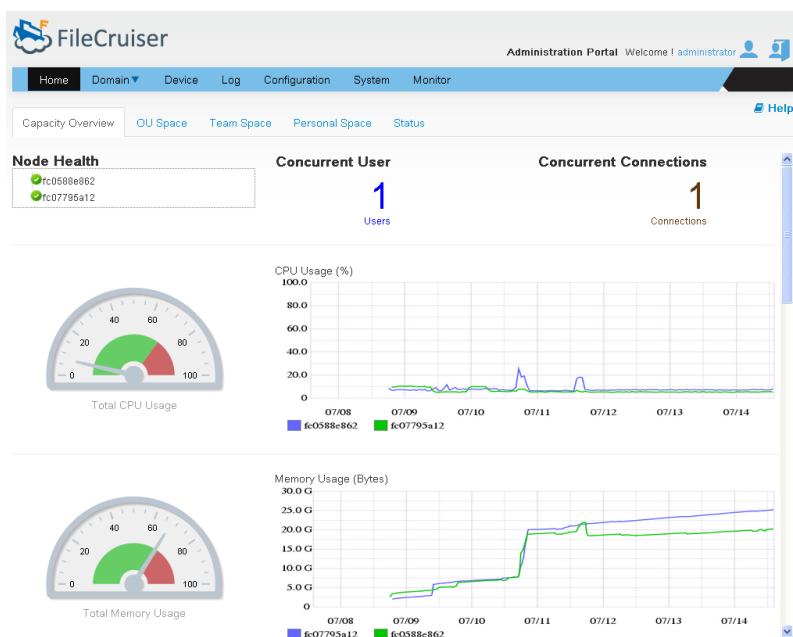 FileCruiser
Administration Portal Welcome ! administrator
Home Domain▼ Device Log Configuration System Monitor
Help
Capacity Overview OU Space Team Space Personal Space Status
Node Health Concurrent User Concurrent Connections
fc0588e862
fc07795a12
1 1
Users Connections
CPU Usage (%)
100.0
80.0
60.0
40.0
20.0
0
07/08 07/09 07/10 07/11 07/12 07/13 07/14
fc0588e862 fc07795a12
0 20 40 60 80 100
Total CPU Usage
Memory Usage (Bytes)
30.0 G
25.0 G
20.0 G
15.0 G
10.0 G
5.0 G
0
07/08 07/09 07/10 07/11 07/12 07/13 07/14
fc07795a12 fc0588e862
0 20 40 60 80 100
Total Memory Usage